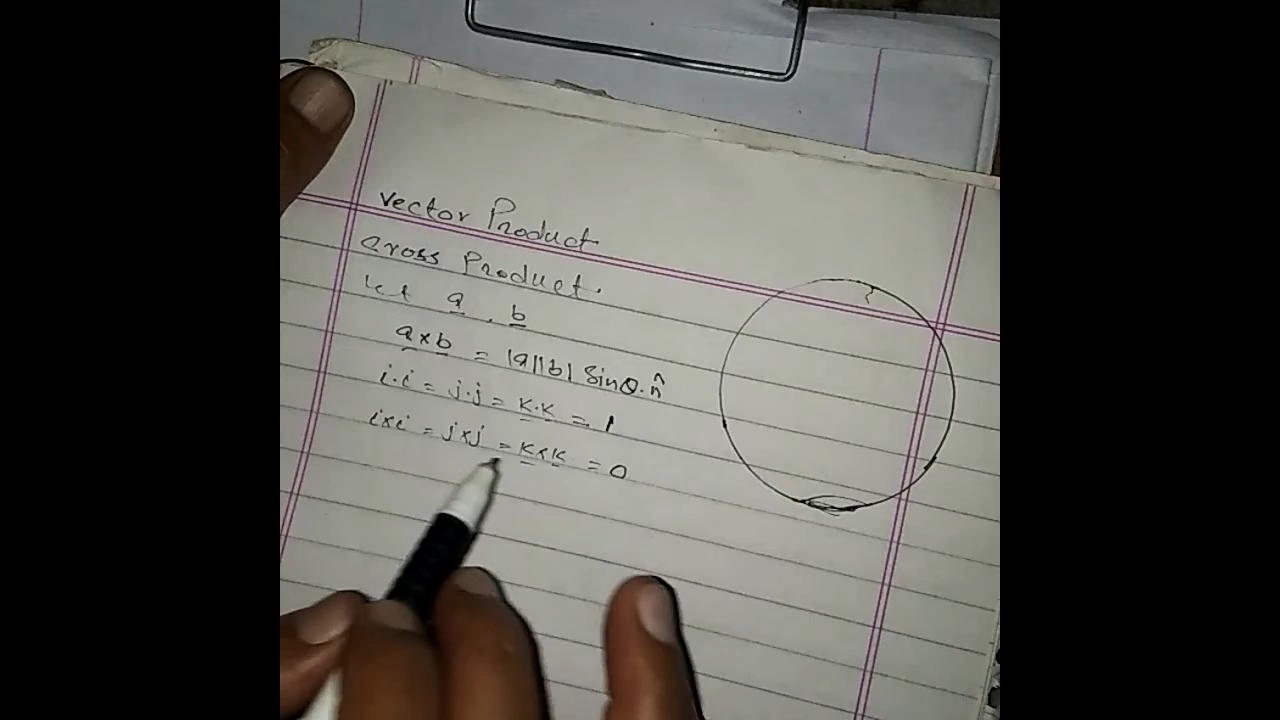 Vector Product
Cross Product.
Let a, b
a×b = |a||b| Sinθ.n̂
i.i = j.j = k.k = 1
i×i = j×j = k×k = 0